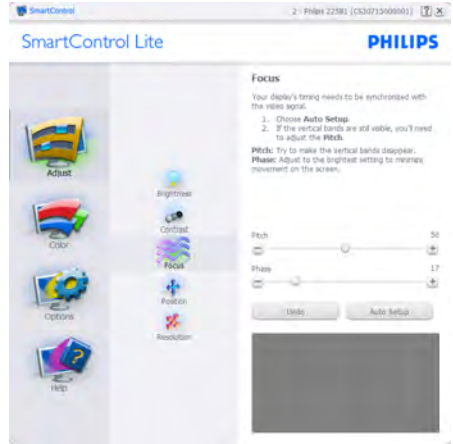 SmartControl
2 - Philips 225B1
SmartControl Lite
PHILIPS
Focus
Your display's timing needs to be synchronized with
the video signal.
1. Choose Auto Setup.
2. If the vertical bands are still visible, you'll need
to adjust the Pitch.
Pitch: Try to make the vertical bands disappear.
Phase: Adjust to the brightest setting to minimize
movement on the screen.
Adjust
Color
Options
Help
Brightness
Contrast
Focus
Position
Resolution
Pitch
Phase 17
Undo Auto Setup